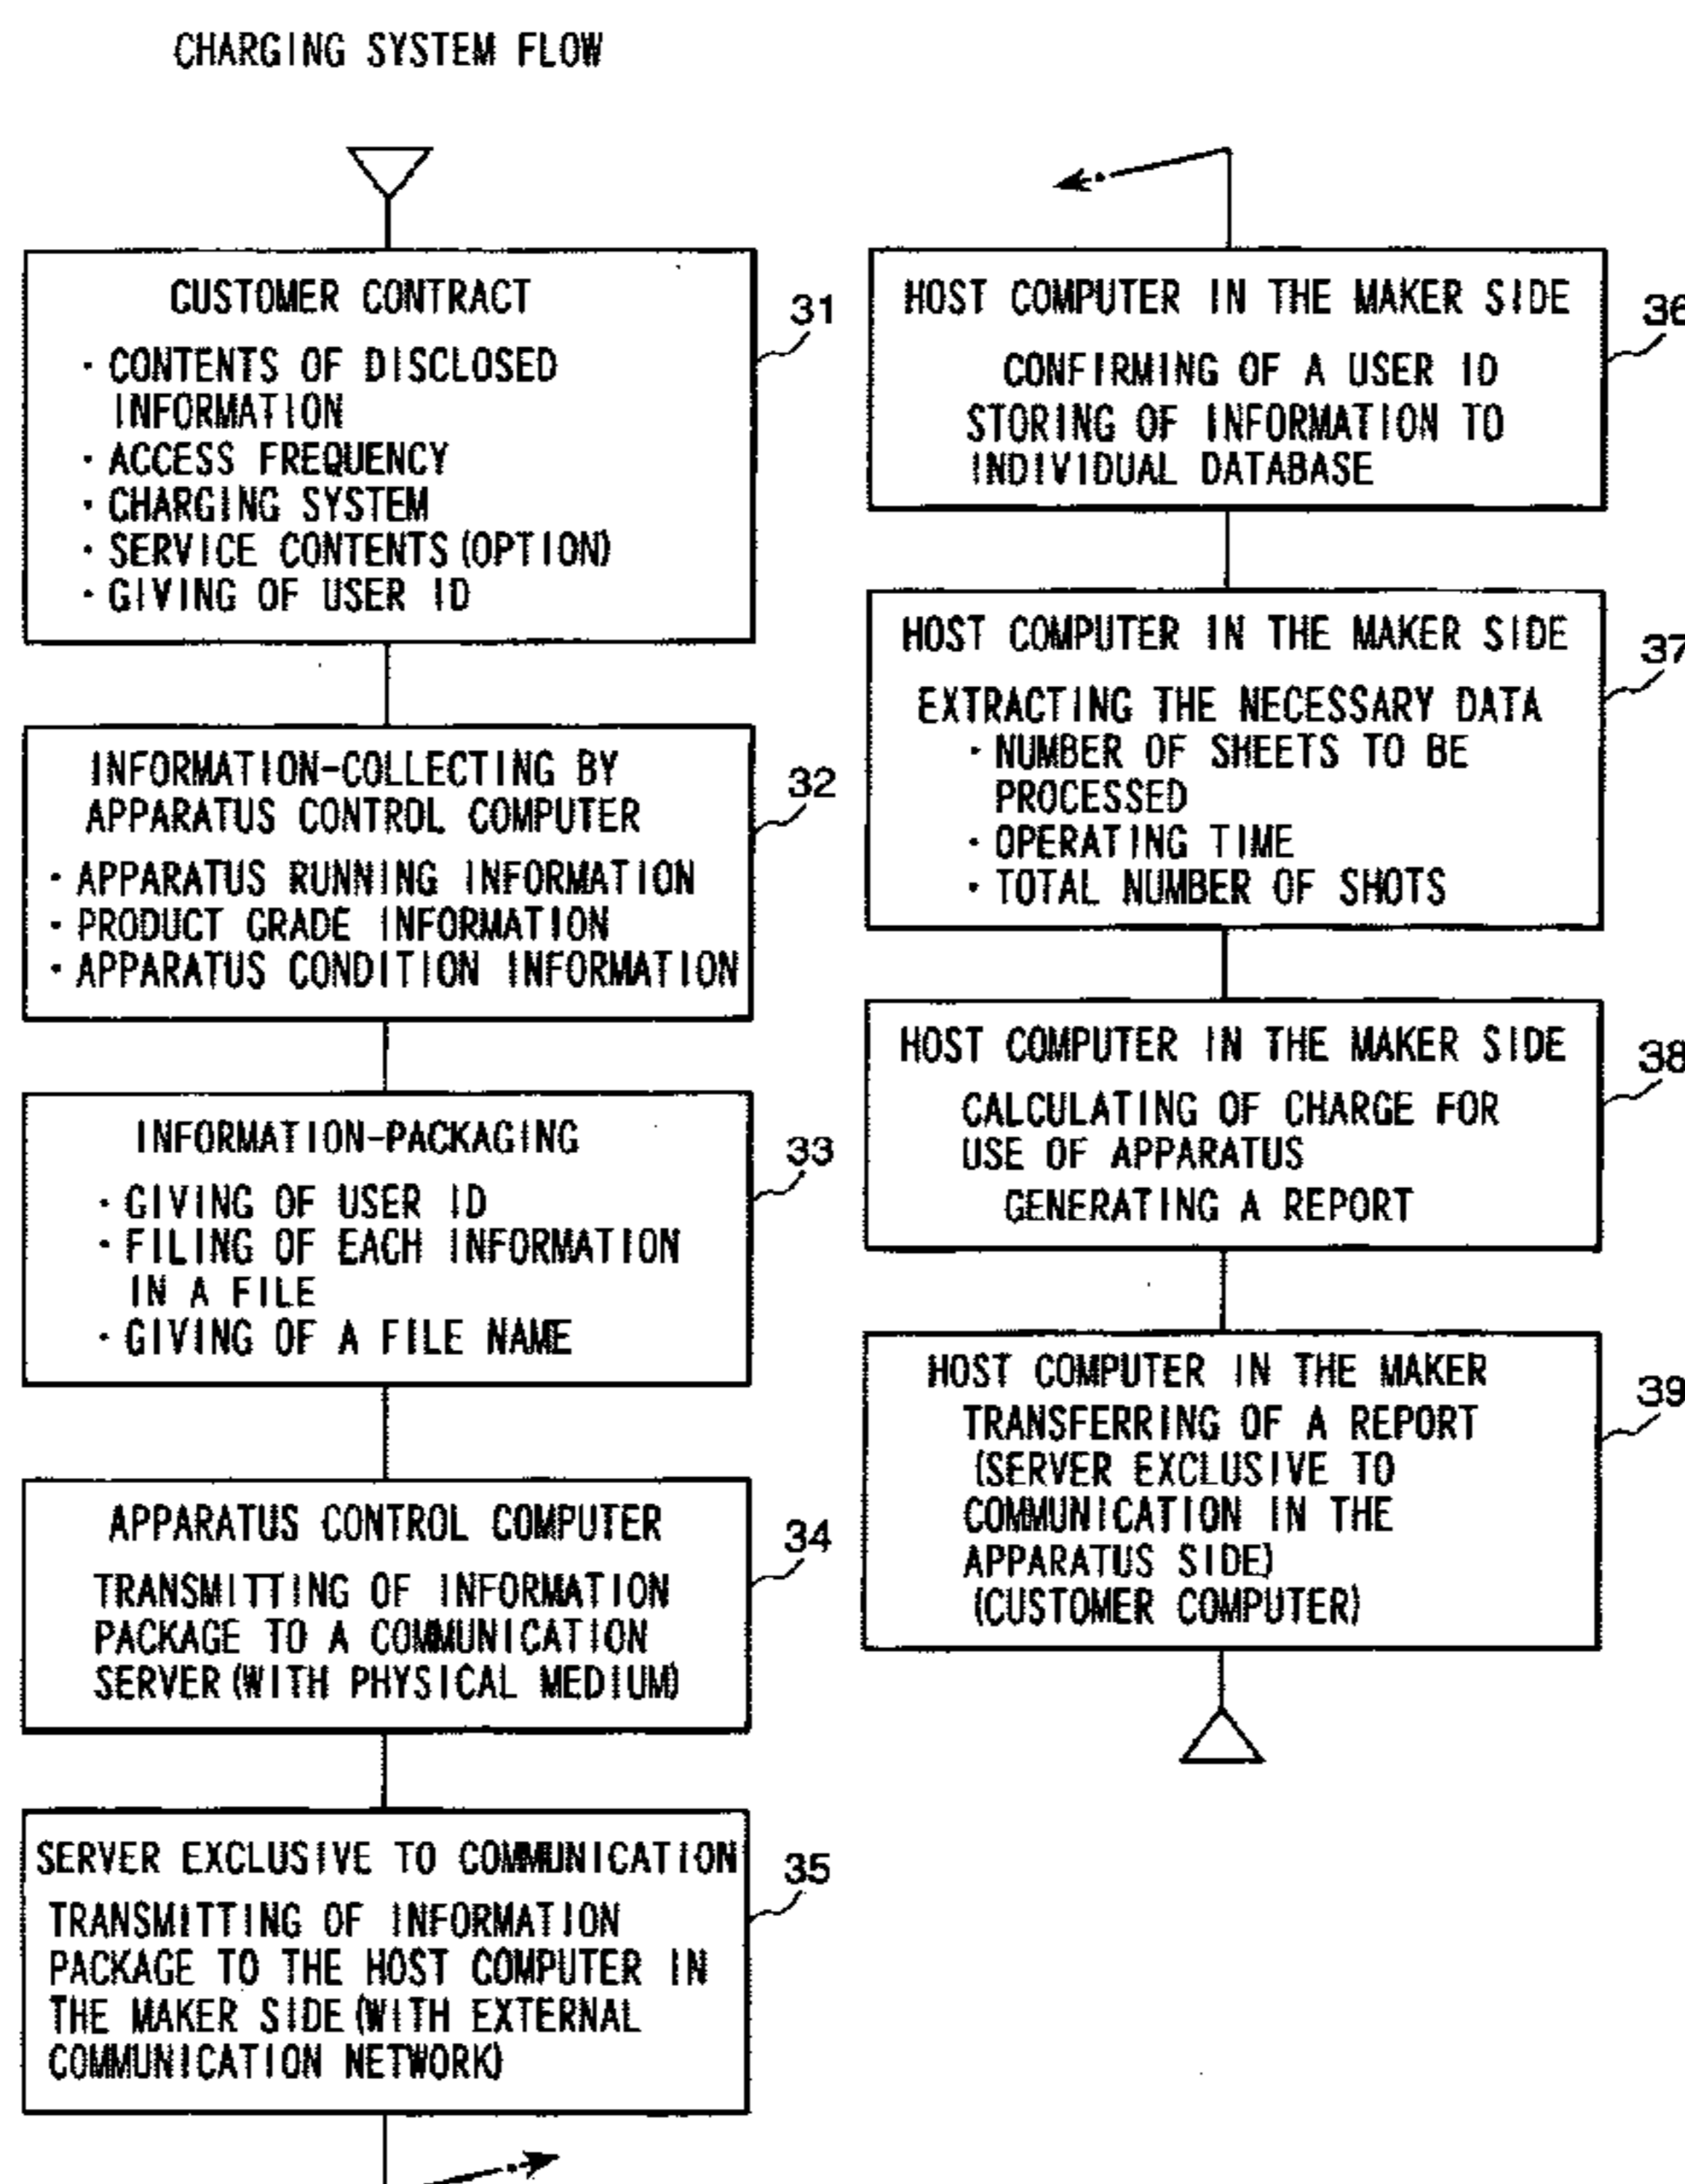 CHARGING SYSTEM FLOW
CUSTOMER CONTRACT
· CONTENTS OF DISCLOSED
INFORMATION
· ACCESS FREQUENCY
· CHARGING SYSTEM
· SERVICE CONTENTS (OPTION)
· GIVING OF USER ID
31
INFORMATION-COLLECTING BY
APPARATUS CONTROL COMPUTER
· APPARATUS RUNNING INFORMATION
· PRODUCT GRADE INFORMATION
· APPARATUS CONDITION INFORMATION
32
INFORMATION-PACKAGING
· GIVING OF USER ID
· FILING OF EACH INFORMATION
IN A FILE
· GIVING OF A FILE NAME
33
APPARATUS CONTROL COMPUTER
TRANSMITTING OF INFORMATION
PACKAGE TO A COMMUNICATION
SERVER (WITH PHYSICAL MEDIUM)
34
SERVER EXCLUSIVE TO COMMUNICATION
TRANSMITTING OF INFORMATION
PACKAGE TO THE HOST COMPUTER IN
THE MAKER SIDE (WITH EXTERNAL
COMMUNICATION NETWORK)
35
HOST COMPUTER IN THE MAKER SIDE
CONFIRMING OF A USER ID
STORING OF INFORMATION TO
INDIVIDUAL DATABASE
36
HOST COMPUTER IN THE MAKER SIDE
EXTRACTING THE NECESSARY DATA
· NUMBER OF SHEETS TO BE
PROCESSED
· OPERATING TIME
· TOTAL NUMBER OF SHOTS
37
HOST COMPUTER IN THE MAKER SIDE
CALCULATING OF CHARGE FOR
USE OF APPARATUS
GENERATING A REPORT
38
HOST COMPUTER IN THE MAKER
TRANSFERRING OF A REPORT
(SERVER EXCLUSIVE TO
COMMUNICATION IN THE
APPARATUS SIDE)
(CUSTOMER COMPUTER)
39